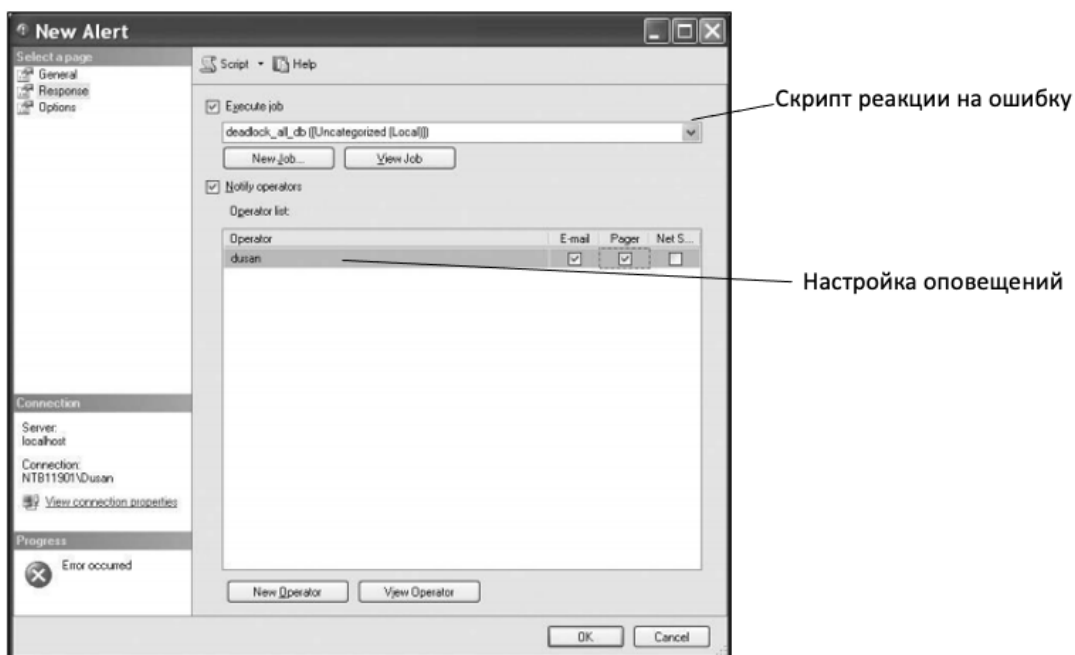 New Alert
Select a page
General
Response
Options
Script
Help
Execute job
deadlock_all_db ([Uncategorized (Local)])
New Job...
View Job
Notify operators
Operator list:
Operator
E-mail
Pager
Net S...
dusan
Connection
Server:
localhost
Connection:
NTB11901\Dusan
View connection properties
Progress
Error occurred
New Operator
View Operator
OK
Cancel
Скрипт реакции на ошибку
Настройка оповещений